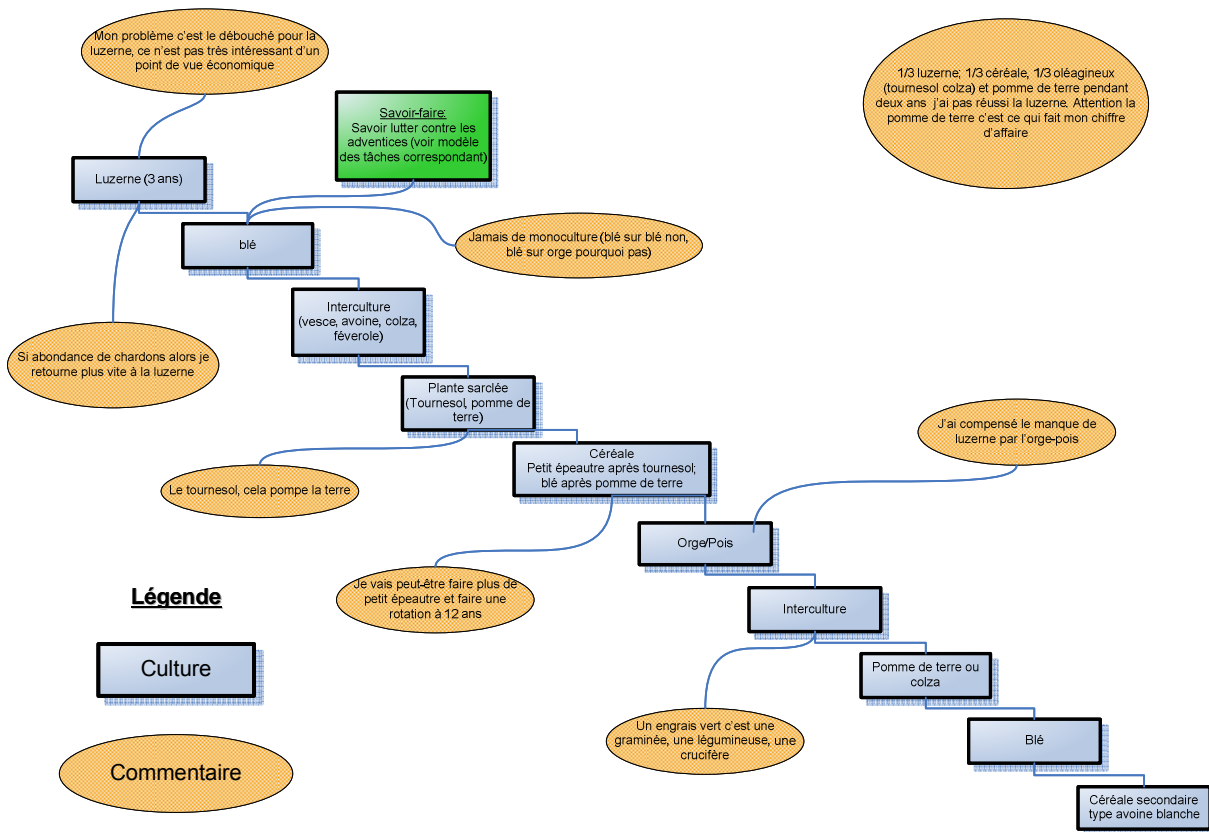 Mon problème c'est le débouché pour la
luzerne, ce n'est pas très intéressant d'un
point de vue économique
1/3 luzerne; 1/3 céréale, 1/3 oléagineux
(tournesol colza) et pomme de terre pendant
deux ans j'ai pas réussi la luzerne. Attention la
pomme de terre c'est ce qui fait mon chiffre
d'affaire
Savoir-faire:
Savoir lutter contre les
adventices (voir modèle
des tâches correspondant)
Luzerne (3 ans)
blé
Jamais de monoculture (blé sur blé non,
blé sur orge pourquoi pas)
Interculture
(vesce, avoine, colza,
féverole)
Si abondance de chardons alors je
retourne plus vite à la luzerne
Plante sarclée
(Tournesol, pomme de
terre)
J'ai compensé le manque de
luzerne par l'orge-pois
Céréale
Petit épeautre après tournesol;
blé après pomme de terre
Le tournesol, cela pompe la terre
Orge/Pois
Je vais peut-être faire plus de
petit épeautre et faire une
rotation à 12 ans
Légende
Interculture
Culture
Pomme de terre ou
colza
Un engrais vert c'est une
graminée, une légumineuse, une
crucifère
Blé
Commentaire
Céréale secondaire
type avoine blanche